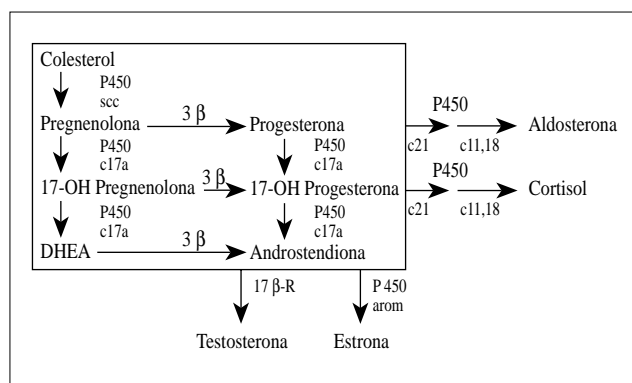 Colesterol
P450
scc
P450
Pregnenolona 3 β Progesterona Aldosterona
c21 c11,18
P450 P450 P450
c17a c17a
17-OH Pregnenolona 3 β 17-OH Progesterona Cortisol
c21 c11,18
P450 P450
c17a c17a
3 β
DHEA Androstendiona
17 β-R P 450
arom
Testosterona Estrona